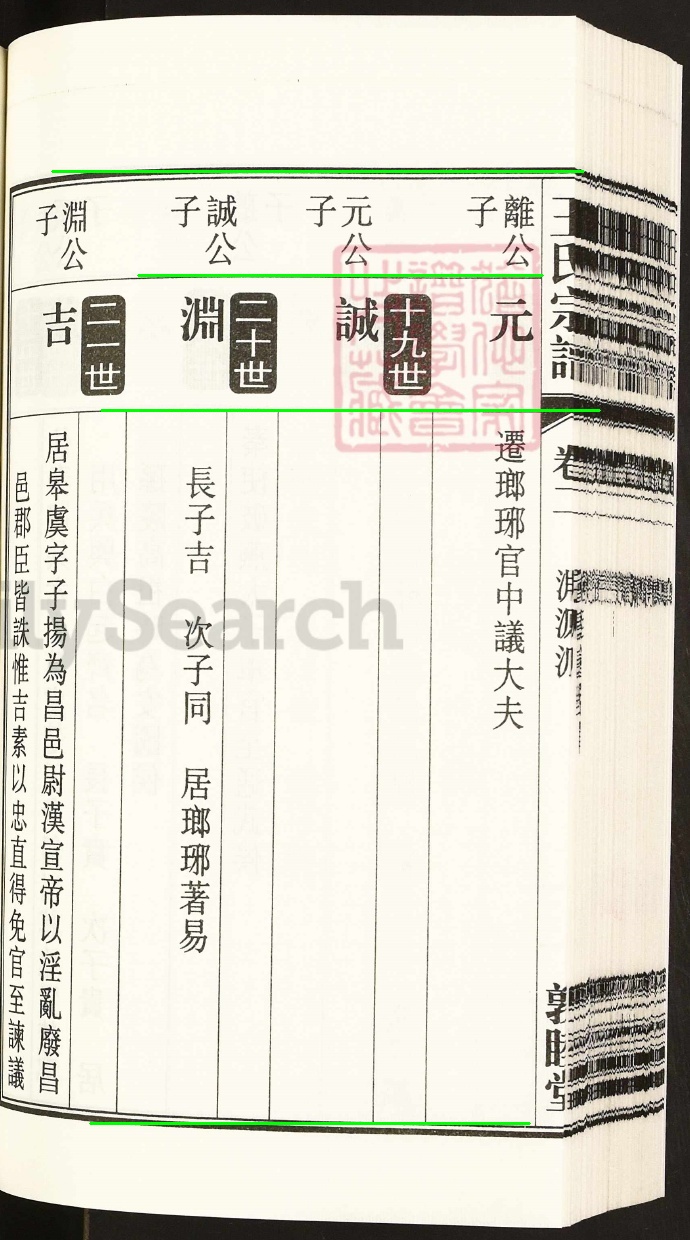 王氏宗譜
卷一
敦睦堂
離公子
元
遷瑯琊官中議大夫
十九世
元公子
誠
二十世
誠公子
淵
長子吉 次子同 居瑯琊著易
二一世
淵公子
吉
居皋虞字子揚為昌邑尉漢宣帝以淫亂廢昌
邑郡臣皆誅惟吉素以忠直得免官至諫議
ilySearch